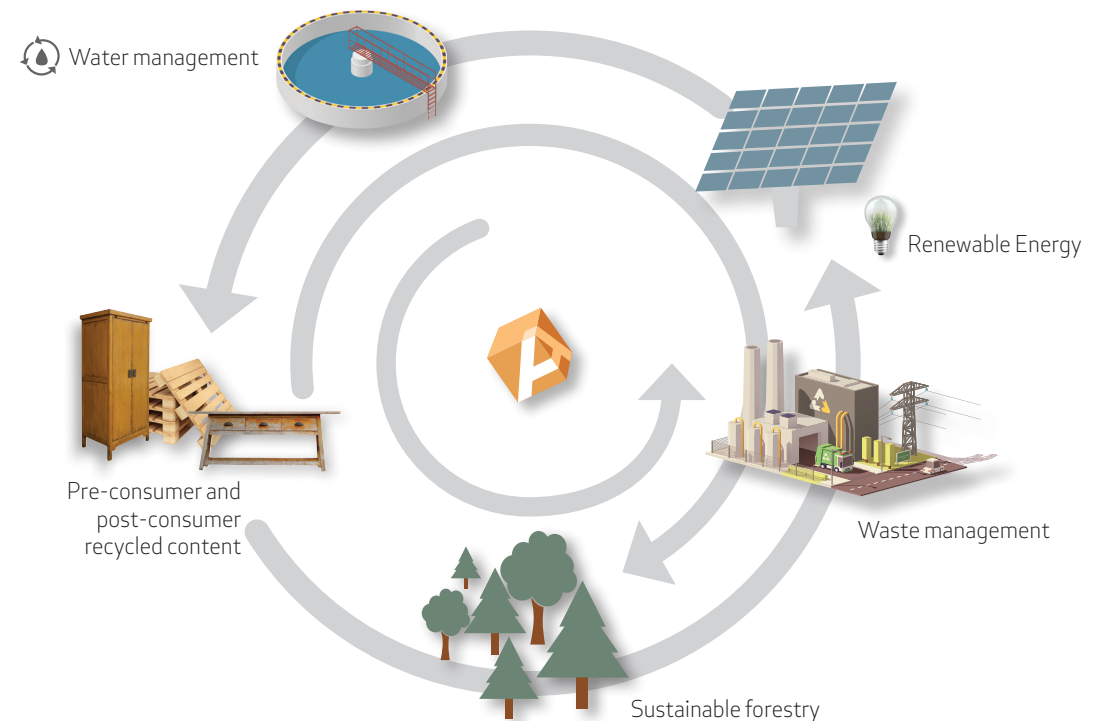 Water management
Renewable Energy
Pre-consumer and
post-consumer
recycled content
Waste management
Sustainable forestry